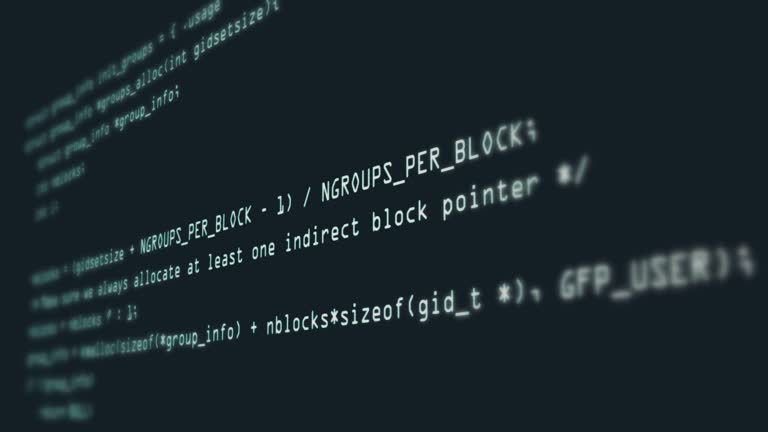 struct group_info init_groups = { .usage
struct group_info *groups_alloc(int gidsetsize){
struct group_info *group_info;
int nblocks;
int i;
nblocks = (gidsetsize + NGROUPS_PER_BLOCK - 1) / NGROUPS_PER_BLOCK;
/* Make sure we always allocate at least one indirect block pointer */
nblocks = nblocks ? : 1;
group_info = kmalloc(sizeof(*group_info) + nblocks*sizeof(gid_t *), GFP_USER);
if (!group_info)
return NULL;